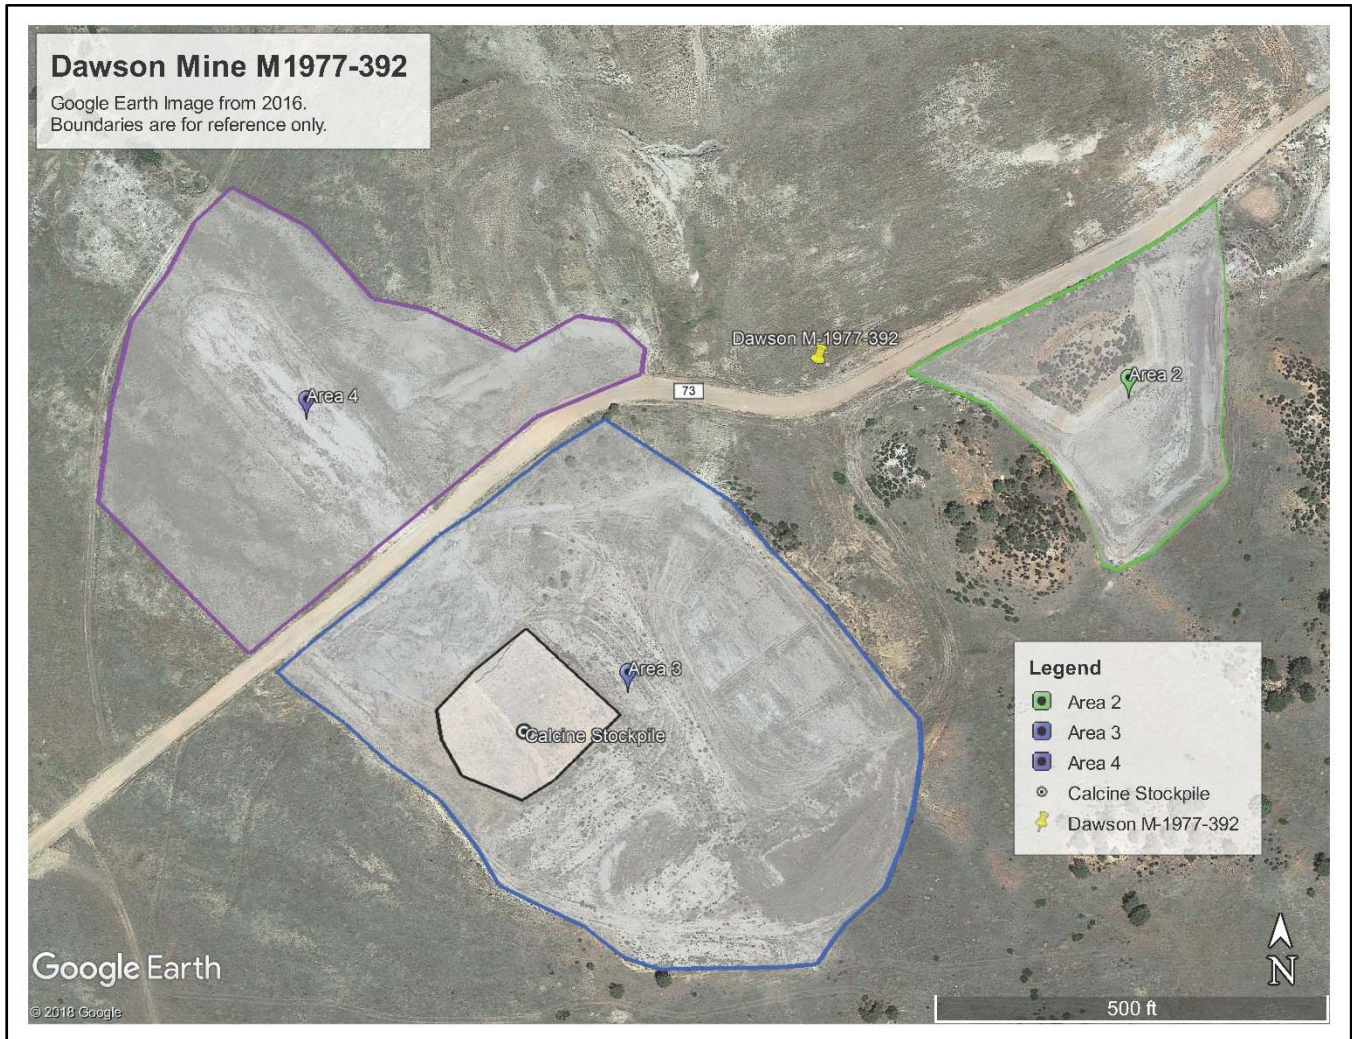 Dawson Mine M1977-392
Google Earth Image from 2016.
Boundaries are for reference only.
Dawson M-1977-392
Area 2
Area 4
73
Area 3
Calcine Stockpile
Legend
Area 2
Area 3
Area 4
Calcine Stockpile
Dawson M-1977-392
Google Earth
N
© 2018 Google
500 ft